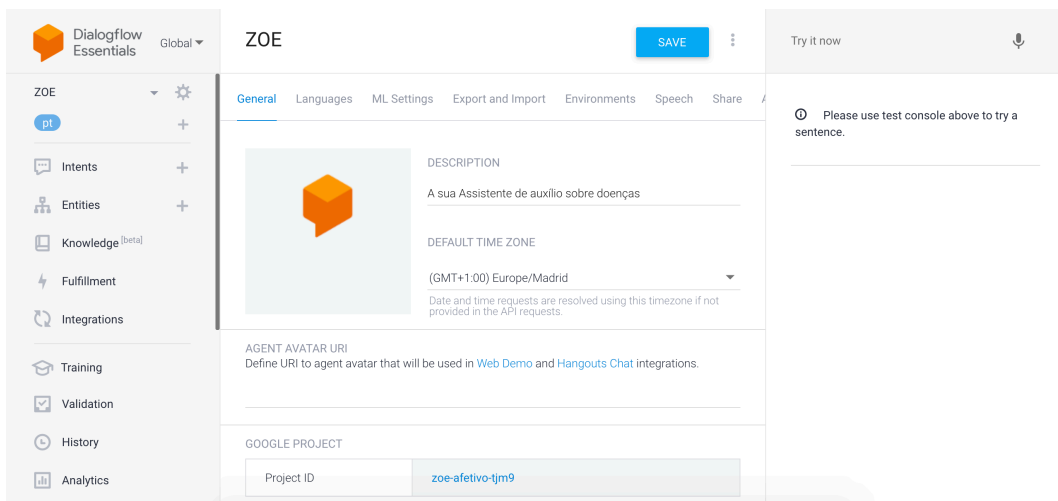 Dialogflow
Essentials
Global
ZOE
SAVE
Try it now
ZOE
pt
Intents
Entities
Knowledge [beta]
Fulfillment
Integrations
Training
Validation
History
Analytics
General Languages ML Settings Export and Import Environments Speech Share
DESCRIPTION
A sua Assistente de auxílio sobre doenças
DEFAULT TIME ZONE
(GMT+1:00) Europe/Madrid
Date and time requests are resolved using this timezone if not
provided in the API requests.
AGENT AVATAR URI
Define URI to agent avatar that will be used in Web Demo and Hangouts Chat integrations.
GOOGLE PROJECT
Project ID zoe-afetivo-tjm9
Please use test console above to try a
sentence.